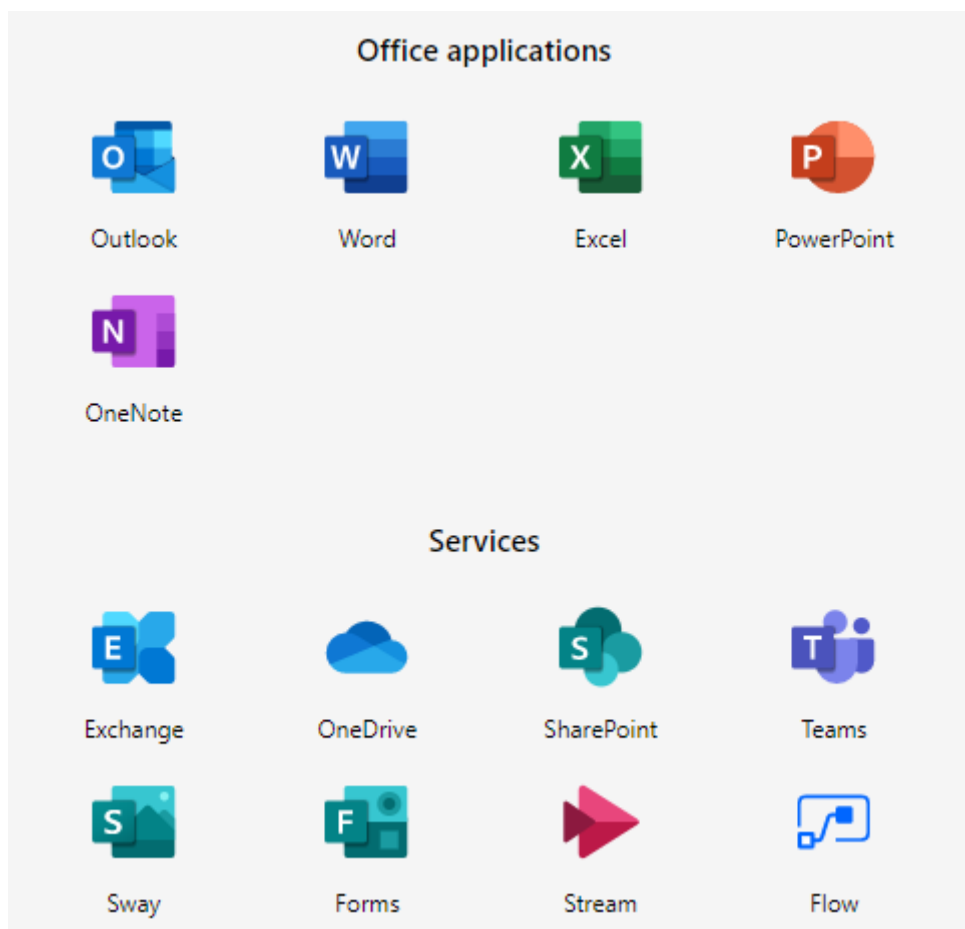 Office applications
O W X P
Outlook Word Excel PowerPoint
N
OneNote
Services
E S T
Exchange OneDrive SharePoint Teams
S F
Sway Forms Stream Flow